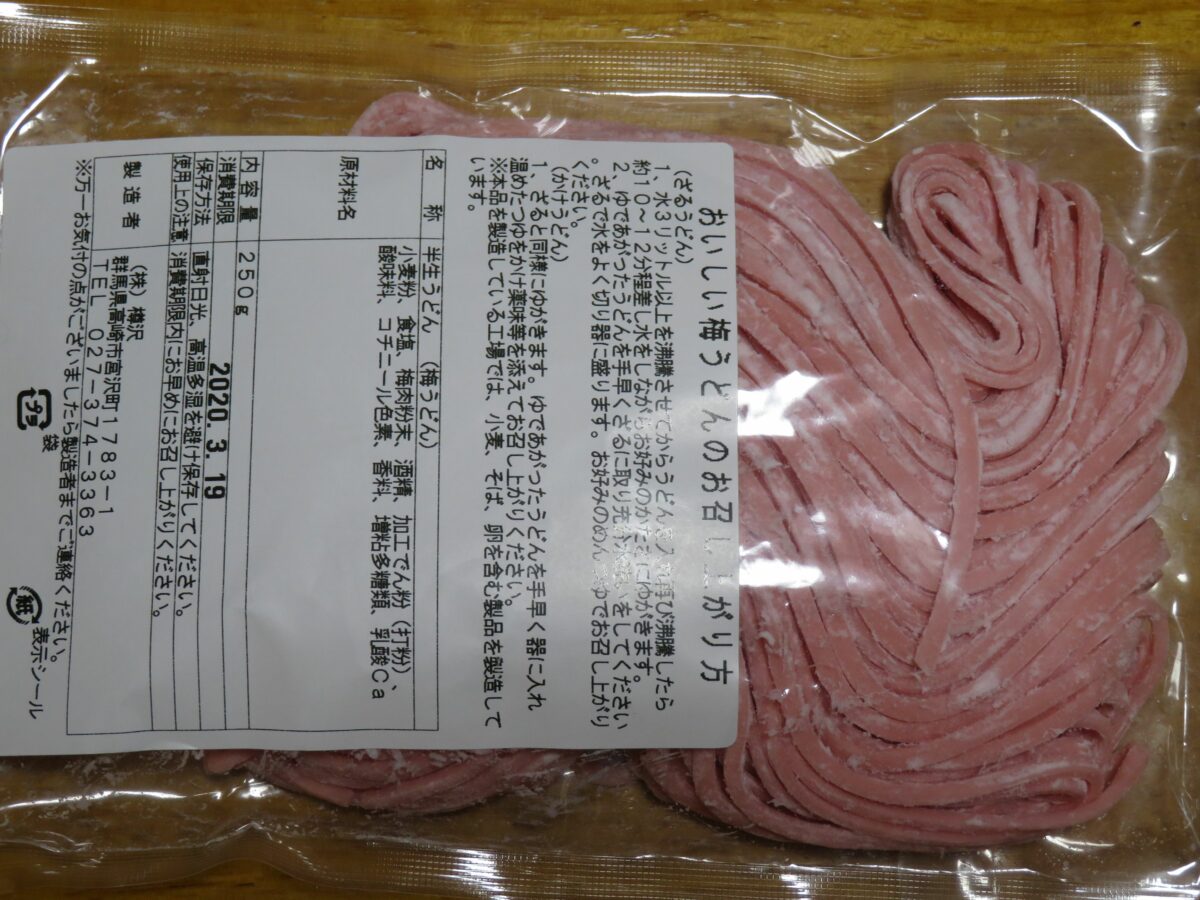 おいしい梅うどんのお召し上がり方
(ざるうどん)
1、水3リットル以上を沸騰させてからうどんを入れ再び沸騰したら
約10~12分程差し水をしながらお好みのかたさにゆがきます。
2、ゆであがったうどんを手早くざるに取り充分水洗いをしてください
。ざるで水をよく切り器に盛ります。お好みのめんつゆでお召し上がり
ください。
(かけうどん)
1、ざると同様にゆがきます。ゆであがったうどんを手早く器に入れ
温めたつゆをかけ薬味等を添えてお召し上がりください。
※本品を製造している工場では、小麦、そば、卵を含む製品を製造して
います。
名称 半生うどん (梅うどん)
原材料名 小麦粉、食塩、梅肉粉末、酒精、加工でん粉(打粉)、
酸味料、コチニール色素、香料、増粘多糖類、乳酸Ca
内容量 250g
消費期限 2020.3.19
保存方法 直射日光、高温多湿を避け保存してください。
使用上の注意 消費期限内にお早めにお召し上がりください。
製造者 (株)樽沢
群馬県高崎市宮沢町1783-1
TEL 027-374-3363
※万一お気付の点がございましたら製造者までご連絡ください。
プラ 袋
紙 表示シール